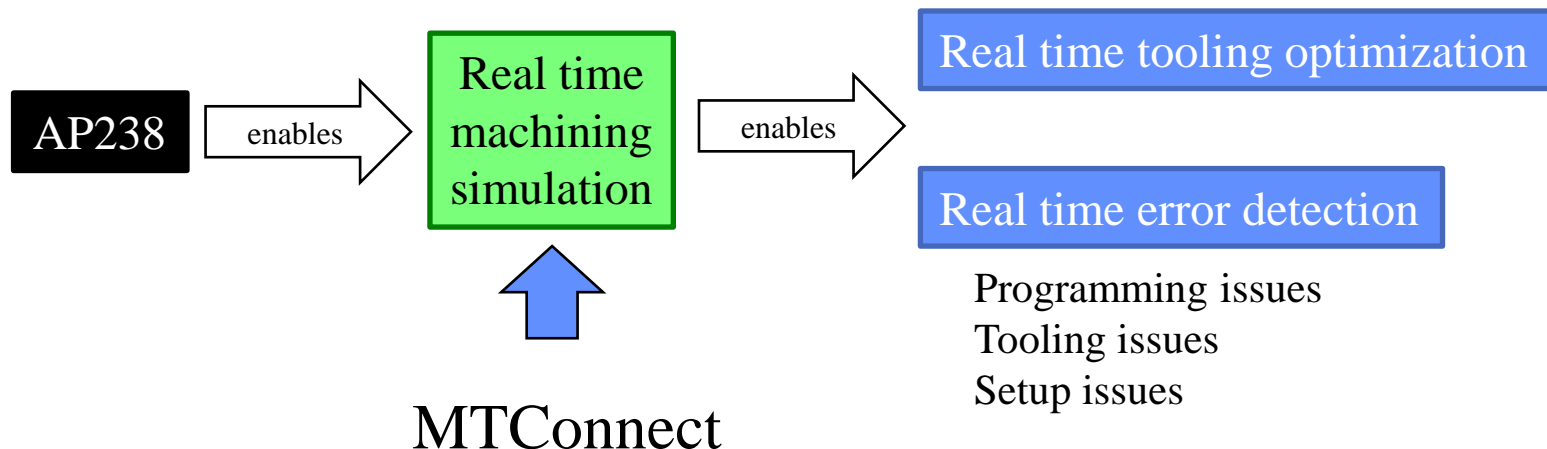 AP238
enables
Real time
machining
simulation
MTConnect
enables
Real time tooling optimization
Real time error detection
Programming issues
Tooling issues
Setup issues